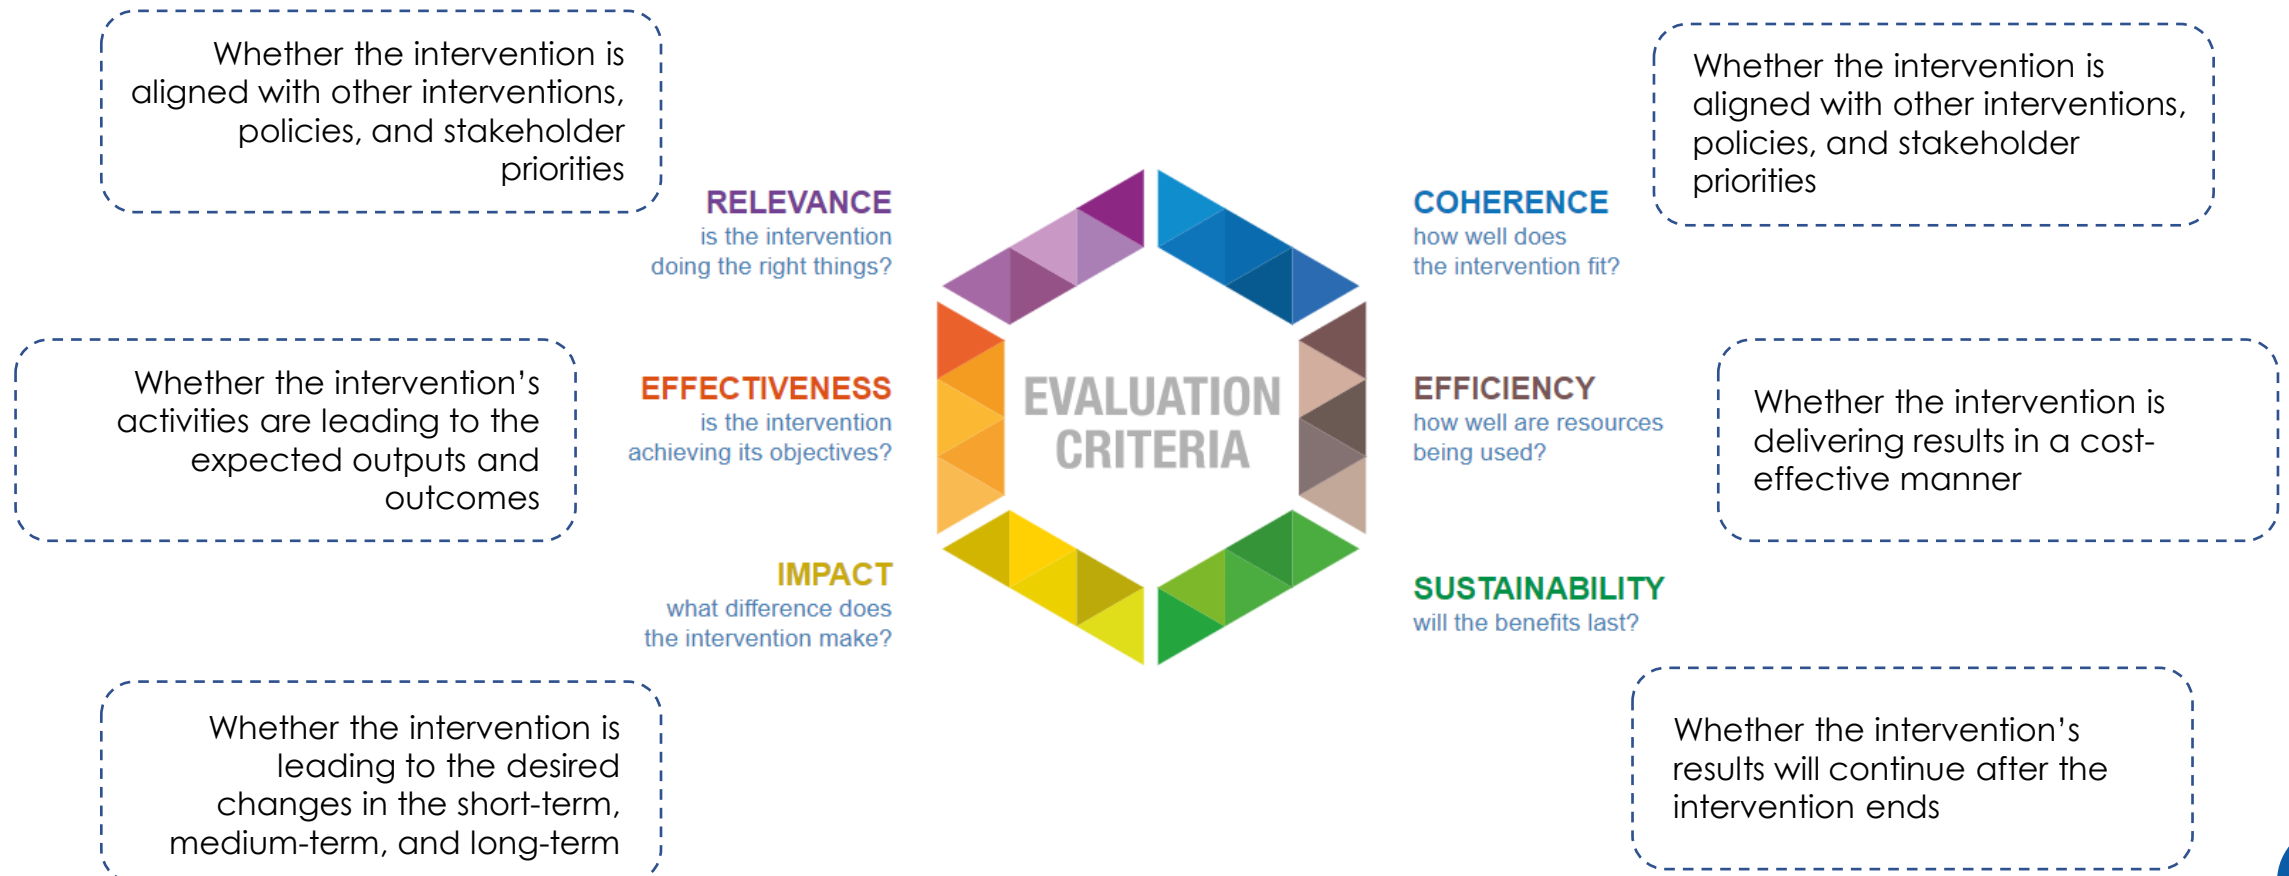 Whether the intervention is
aligned with other interventions,
policies, and stakeholder
priorities
Whether the intervention is
aligned with other interventions,
policies, and stakeholder
priorities
RELEVANCE
is the intervention
doing the right things?
COHERENCE
how well does
the intervention fit?
Whether the intervention’s
activities are leading to the
expected outputs and
outcomes
EFFECTIVENESS
is the intervention
achieving its objectives?
EVALUATION
CRITERIA
EFFICIENCY
how well are resources
being used?
Whether the intervention is
delivering results in a cost-
effective manner
IMPACT
what difference does
the intervention make?
SUSTAINABILITY
will the benefits last?
Whether the intervention is
leading to the desired
changes in the short-term,
medium-term, and long-term
Whether the intervention’s
results will continue after the
intervention ends